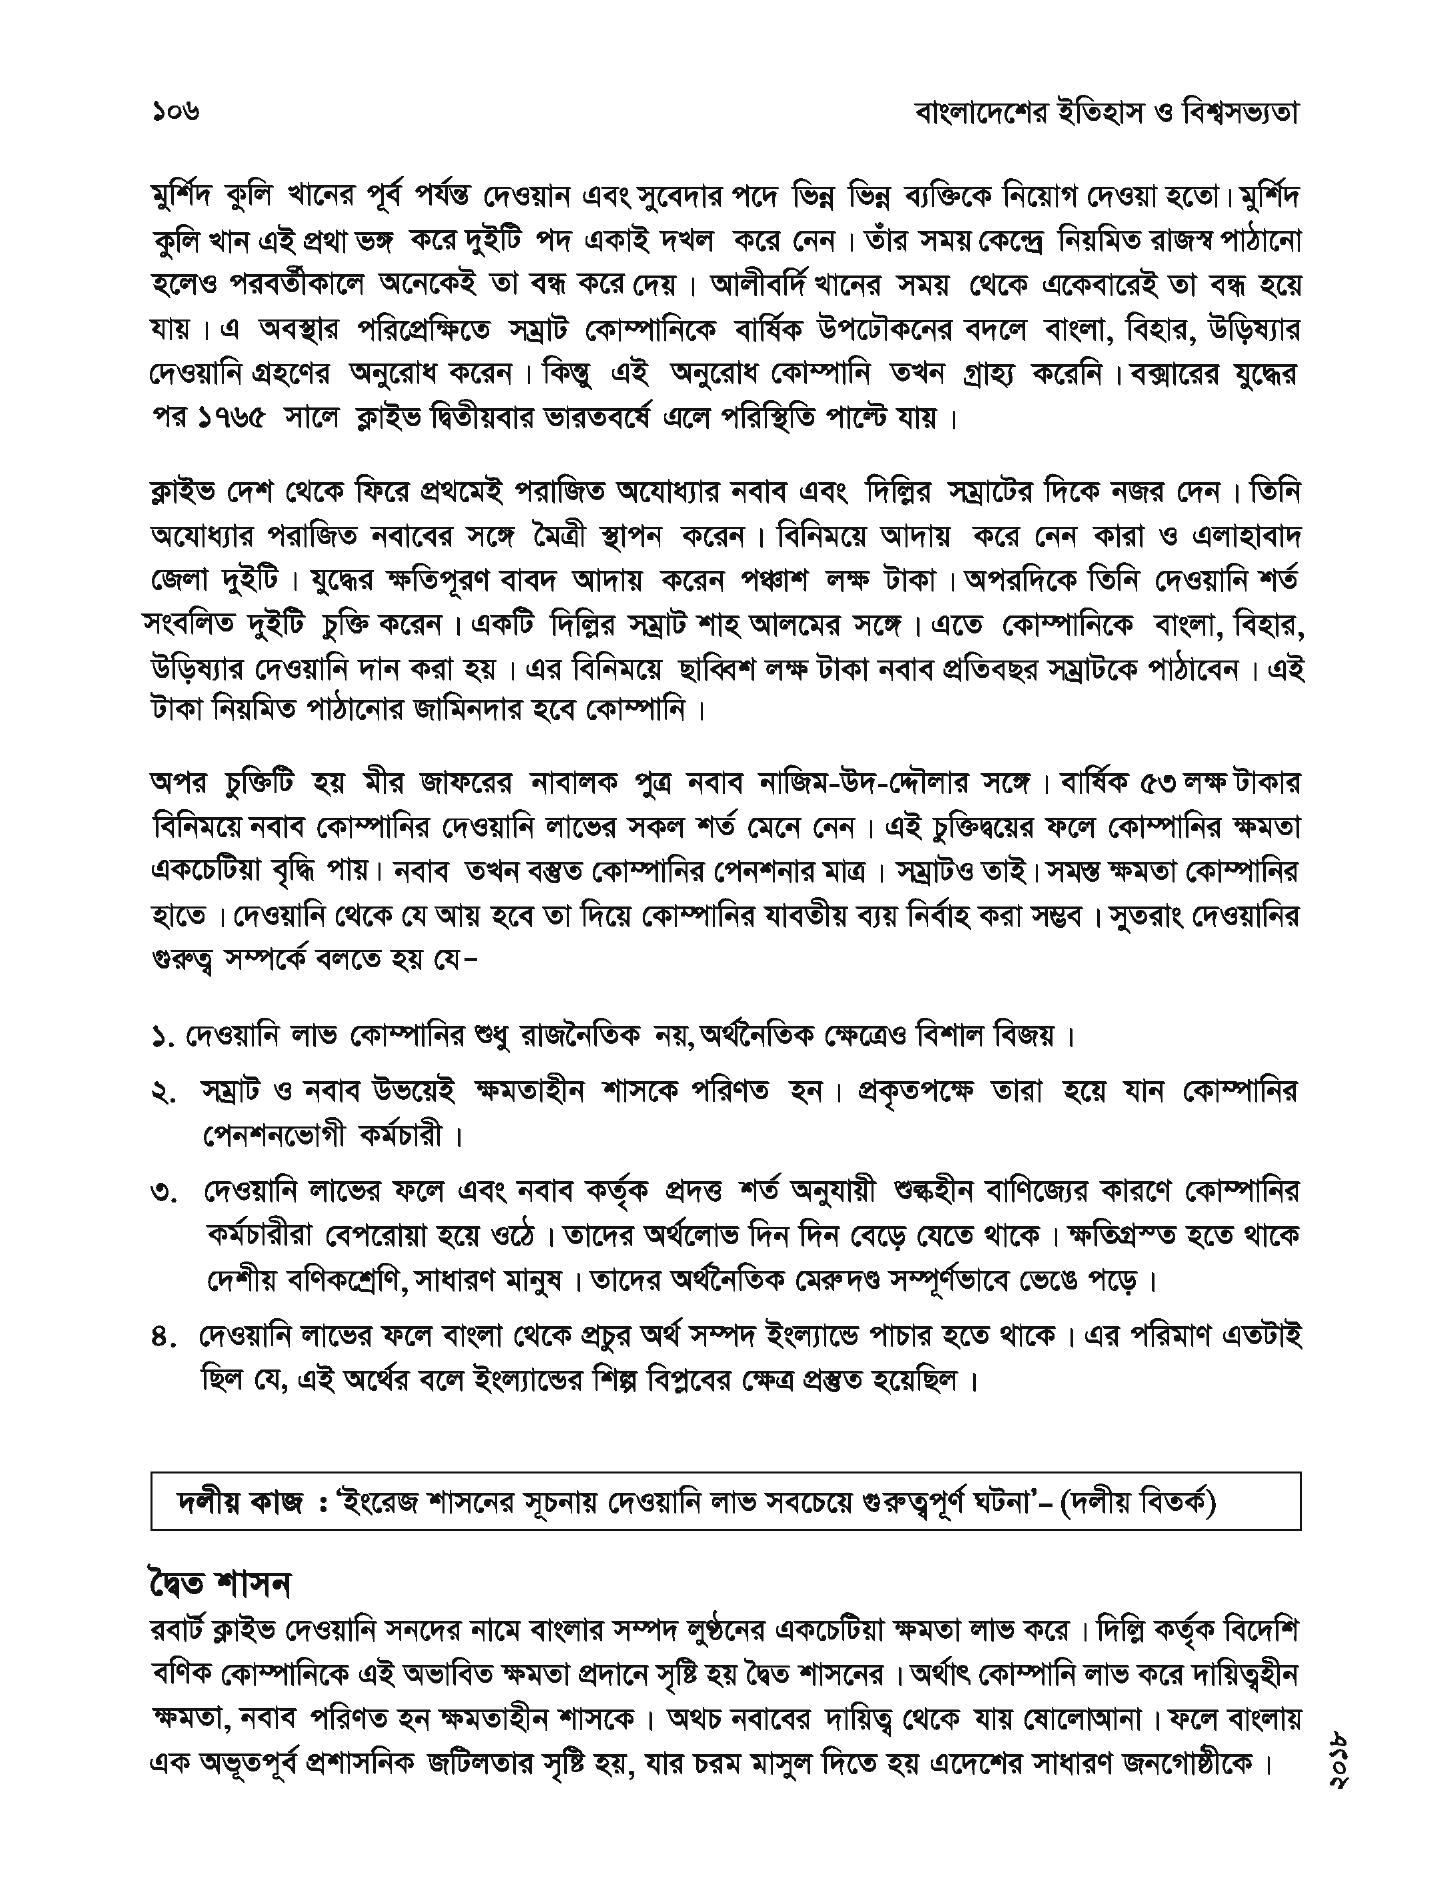 ১০৬
বাংলাদেশের ইতিহাস ও বিশ্বসভ্যতা
মুর্শিদ কুলি খানের পূর্ব পর্যন্ত দেওয়ান এবং সুবেদার পদে ভিন্ন ভিন্ন ব্যক্তিকে নিয়োগ দেওয়া হতো। মুর্শিদ
কুলি খান এই প্রথা ভঙ্গ করে দুইটি পদ একাই দখল করে নেন । তাঁর সময় কেন্দ্রে নিয়মিত রাজস্ব পাঠানো
হলেও পরবর্তীকালে অনেকেই তা বন্ধ করে দেয় । আলীবর্দি খানের সময় থেকে একেবারেই তা বন্ধ হয়ে
যায় । এ অবস্থার পরিপ্রেক্ষিতে সম্রাট কোম্পানিকে বার্ষিক উপঢৌকনের বদলে বাংলা, বিহার, উড়িষ্যার
দেওয়ানি গ্রহণের অনুরোধ করেন । কিন্তু এই অনুরোধ কোম্পানি তখন গ্রাহ্য করেনি । বক্সারের যুদ্ধের
পর ১৭৬৫ সালে ক্লাইভ দ্বিতীয়বার ভারতবর্ষে এলে পরিস্থিতি পাল্টে যায় ।
ক্লাইভ দেশ থেকে ফিরে প্রথমেই পরাজিত অযোধ্যার নবাব এবং দিল্লির সম্রাটের দিকে নজর দেন । তিনি
অযোধ্যার পরাজিত নবাবের সঙ্গে মৈত্রী স্থাপন করেন । বিনিময়ে আদায় করে নেন কারা ও এলাহাবাদ
জেলা দুইটি । যুদ্ধের ক্ষতিপূরণ বাবদ আদায় করেন পঞ্চাশ লক্ষ টাকা । অপরদিকে তিনি দেওয়ানি শর্ত
সংবলিত দুইটি চুক্তি করেন । একটি দিল্লির সম্রাট শাহ আলমের সঙ্গে । এতে কোম্পানিকে বাংলা, বিহার,
উড়িষ্যার দেওয়ানি দান করা হয় । এর বিনিময়ে ছাব্বিশ লক্ষ টাকা নবাব প্রতিবছর সম্রাটকে পাঠাবেন । এই
টাকা নিয়মিত পাঠানোর জামিনদার হবে কোম্পানি ।
অপর চুক্তিটি হয় মীর জাফরের নাবালক পুত্র নবাব নাজিম-উদ-দ্দৌলার সঙ্গে । বার্ষিক ৫৩ লক্ষ টাকার
বিনিময়ে নবাব কোম্পানির দেওয়ানি লাভের সকল শর্ত মেনে নেন । এই চুক্তিদ্বয়ের ফলে কোম্পানির ক্ষমতা
একচেটিয়া বৃদ্ধি পায়। নবাব তখন বস্তুত কোম্পানির পেনশনার মাত্র । সম্রাটও তাই। সমস্ত ক্ষমতা কোম্পানির
হাতে । দেওয়ানি থেকে যে আয় হবে তা দিয়ে কোম্পানির যাবতীয় ব্যয় নির্বাহ করা সম্ভব । সুতরাং দেওয়ানির
গুরুত্ব সম্পর্কে বলতে হয় যে–
১. দেওয়ানি লাভ কোম্পানির শুধু রাজনৈতিক নয়, অর্থনৈতিক ক্ষেত্রেও বিশাল বিজয় ।
২. সম্রাট ও নবাব উভয়েই ক্ষমতাহীন শাসকে পরিণত হন । প্রকৃতপক্ষে তারা হয়ে যান কোম্পানির
পেনশনভোগী কর্মচারী ।
৩. দেওয়ানি লাভের ফলে এবং নবাব কর্তৃক প্রদত্ত শর্ত অনুযায়ী শুল্কহীন বাণিজ্যের কারণে কোম্পানির
কর্মচারীরা বেপরোয়া হয়ে ওঠে । তাদের অর্থলোভ দিন দিন বেড়ে যেতে থাকে । ক্ষতিগ্রস্ত হতে থাকে
দেশীয় বণিকশ্রেণি, সাধারণ মানুষ । তাদের অর্থনৈতিক মেরুদণ্ড সম্পূর্ণভাবে ভেঙে পড়ে ।
৪. দেওয়ানি লাভের ফলে বাংলা থেকে প্রচুর অর্থ সম্পদ ইংল্যান্ডে পাচার হতে থাকে । এর পরিমাণ এতটাই
ছিল যে, এই অর্থের বলে ইংল্যান্ডের শিল্প বিপ্লবের ক্ষেত্র প্রস্তুত হয়েছিল ।
দলীয় কাজ : ‘ইংরেজ শাসনের সূচনায় দেওয়ানি লাভ সবচেয়ে গুরুত্বপূর্ণ ঘটনা’– (দলীয় বিতর্ক)
দ্বৈত শাসন
রবার্ট ক্লাইভ দেওয়ানি সনদের নামে বাংলার সম্পদ লুণ্ঠনের একচেটিয়া ক্ষমতা লাভ করে । দিল্লি কর্তৃক বিদেশি
বণিক কোম্পানিকে এই অভাবিত ক্ষমতা প্রদানে সৃষ্টি হয় দ্বৈত শাসনের । অর্থাৎ কোম্পানি লাভ করে দায়িত্বহীন
ক্ষমতা, নবাব পরিণত হন ক্ষমতাহীন শাসকে । অথচ নবাবের দায়িত্ব থেকে যায় ষোলোআনা । ফলে বাংলায়
এক অভূতপূর্ব প্রশাসনিক জটিলতার সৃষ্টি হয়, যার চরম মাসুল দিতে হয় এদেশের সাধারণ জনগোষ্ঠীকে ।
২০১৮